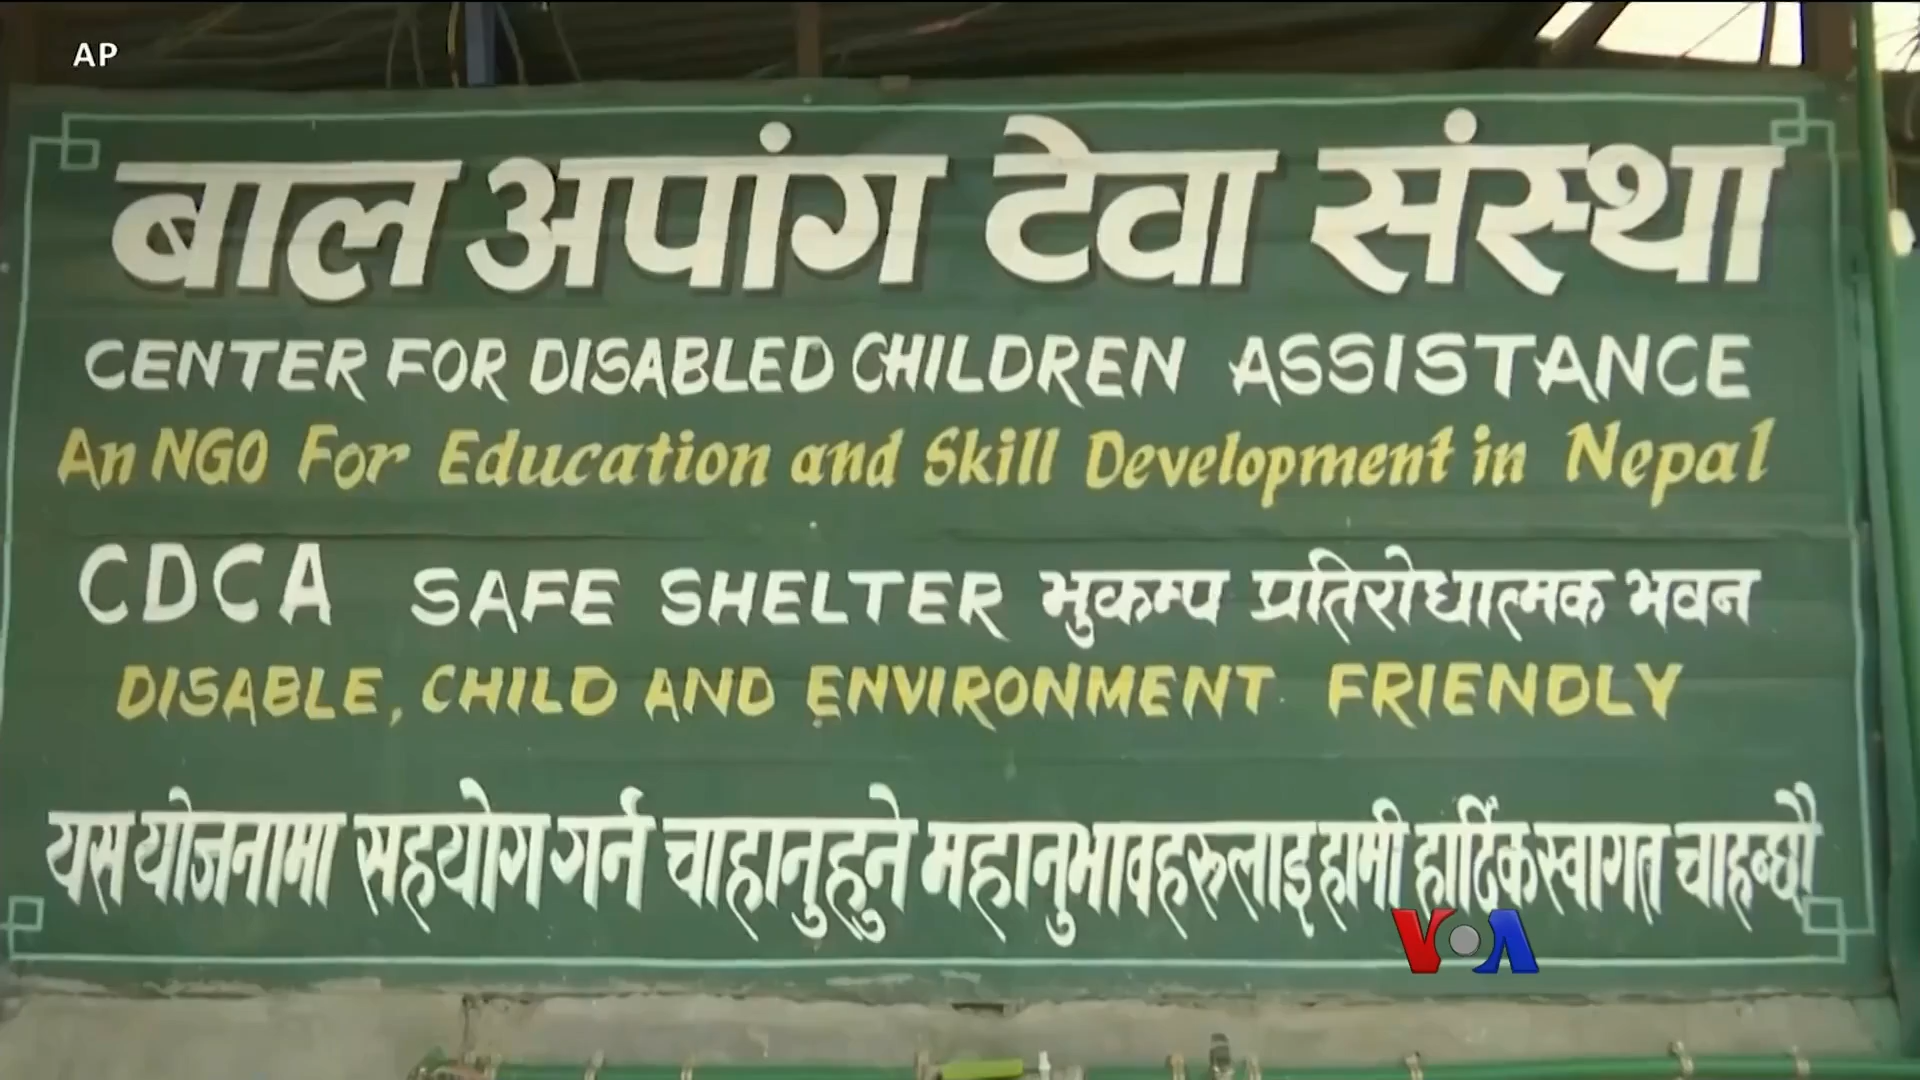 AP
बाल अपांग टेवा संस्था
CENTER FOR DISABLED CHILDREN ASSISTANCE
An NGO For Education and Skill Development in Nepal
CDCA SAFE SHELTER भुकम्प प्रतिरोधात्मक भवन
DISABLE, CHILD AND ENVIRONMENT FRIENDLY
यस योजनामा सहयोग गर्न चाहानुहुने महानुभावहरुलाइ हामी हार्दिक स्वागत चाहन्छौ
VOA